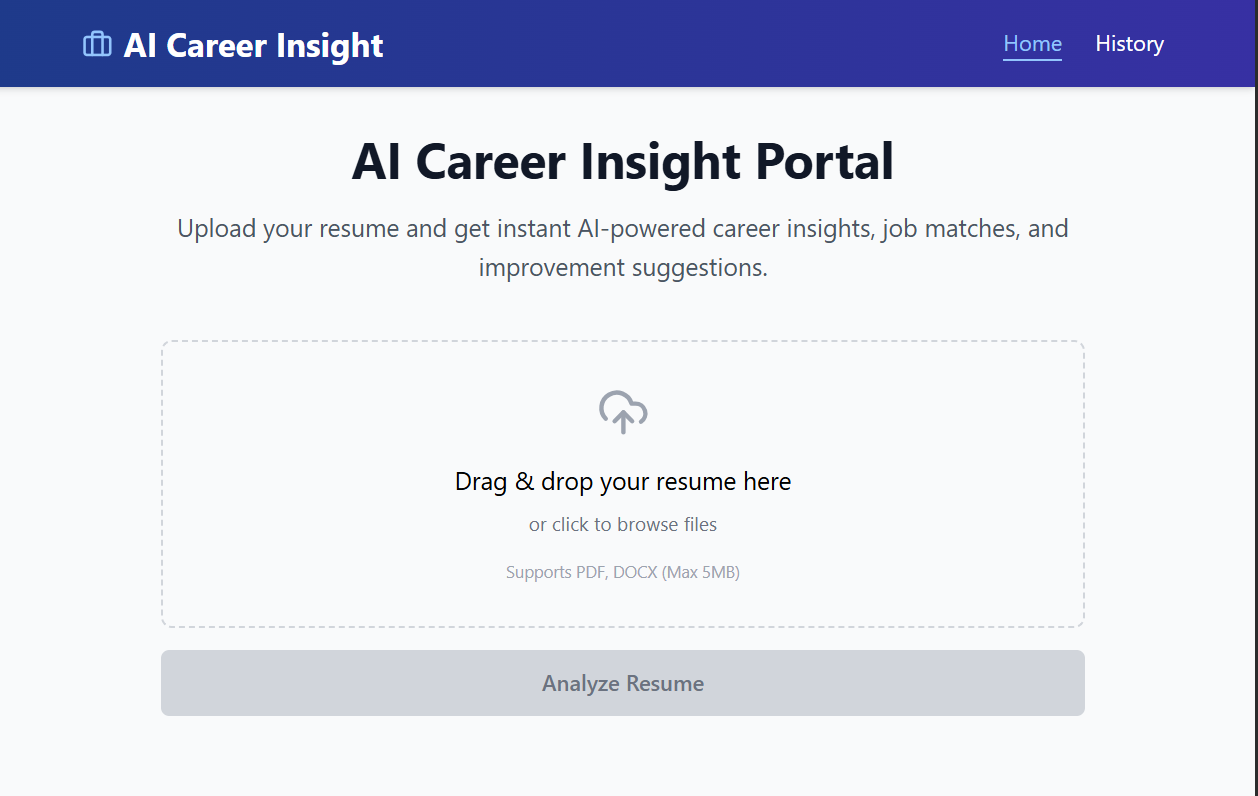 AI Career Insight
Home
History
AI Career Insight Portal
Upload your resume and get instant AI-powered career insights, job matches, and
improvement suggestions.
Drag & drop your resume here
or click to browse files
Supports PDF, DOCX (Max 5MB)
Analyze Resume